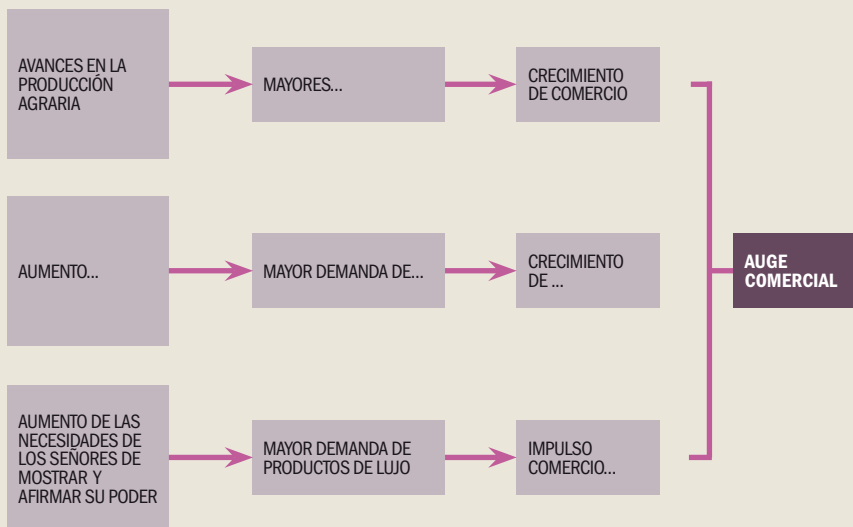 AVANCES EN LA
PRODUCCIÓN
AGRARIA
MAYORES...
CRECIMIENTO
DE COMERCIO
AUMENTO...
MAYOR DEMANDA DE...
CRECIMIENTO
DE ...
AUGE
COMERCIAL
AUMENTO DE LAS
NECESIDADES DE
LOS SEÑORES DE
MOSTRAR Y
AFIRMAR SU PODER
MAYOR DEMANDA DE
PRODUCTOS DE LUJO
IMPULSO
COMERCIO...